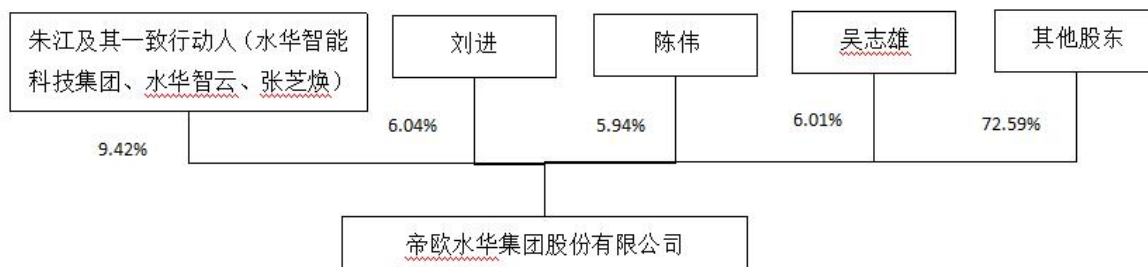 朱江及其一致行动人（水华智能
科技集团、水华智云、张芝焕）
刘进
陈伟
吴志雄
其他股东
9.42%
6.04%
5.94%
6.01%
72.59%
帝欧水华集团股份有限公司